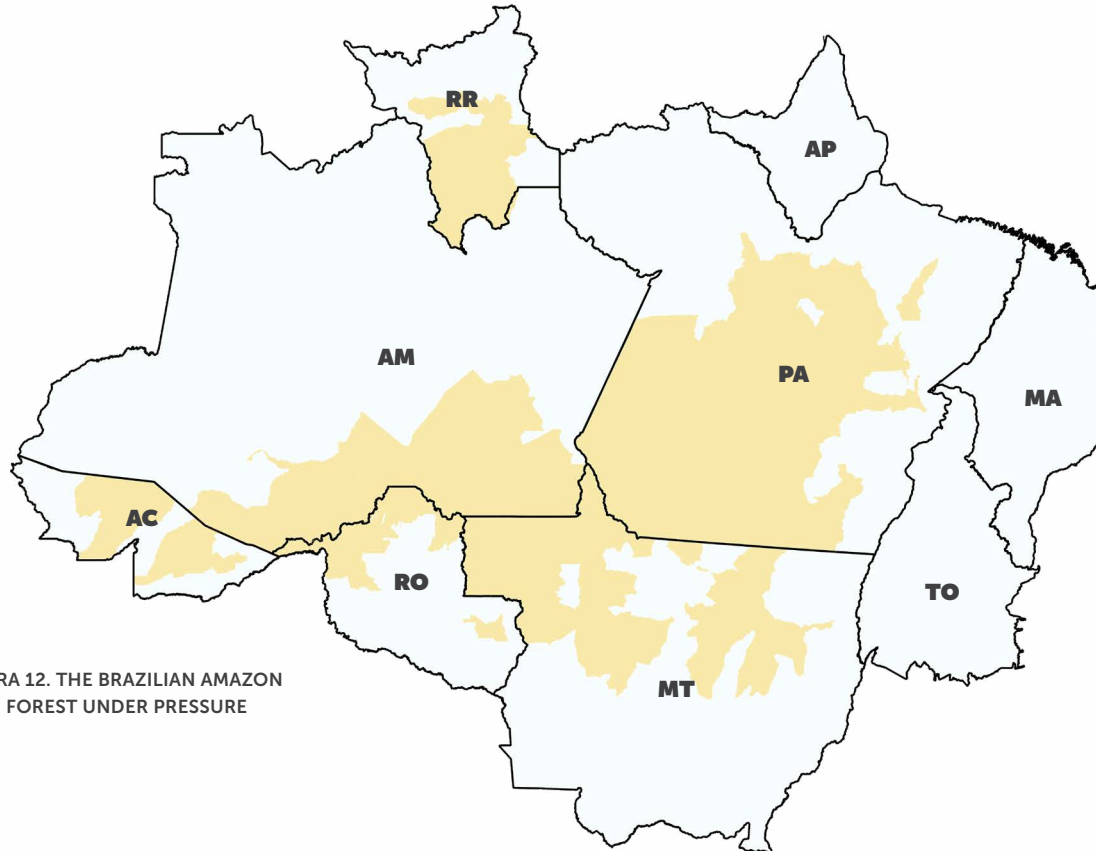 RR
AP
AM
PA
MA
AC
RO
TO
MT
RA 12. THE BRAZILIAN AMAZON
FOREST UNDER PRESSURE